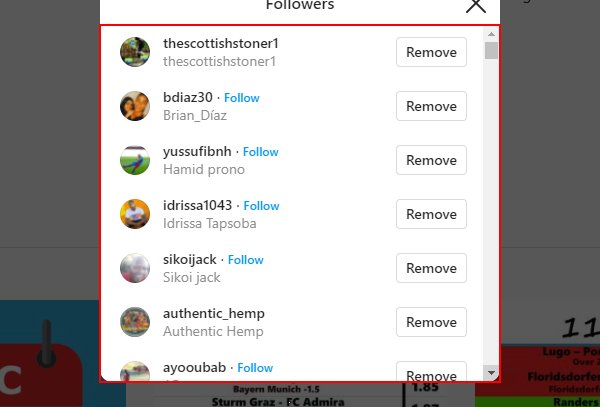 Followers
thescottishstoner1
thescottishstoner1
Remove
bdiaz30 · Follow
Brian_Díaz
Remove
yussufibnh · Follow
Hamid prono
Remove
idrissa1043 · Follow
Idrissa Tapsoba
Remove
sikoijack · Follow
Sikoi jack
Remove
authentic_hemp
Authentic Hemp
Remove
ayooubab · Follow
Remove
C
11
Lugo – Po
Over 2
Floridsdorfe
Floridsdor
Randers
Bayern Munich -1.5
1.85
Sturm Graz - FC Admira